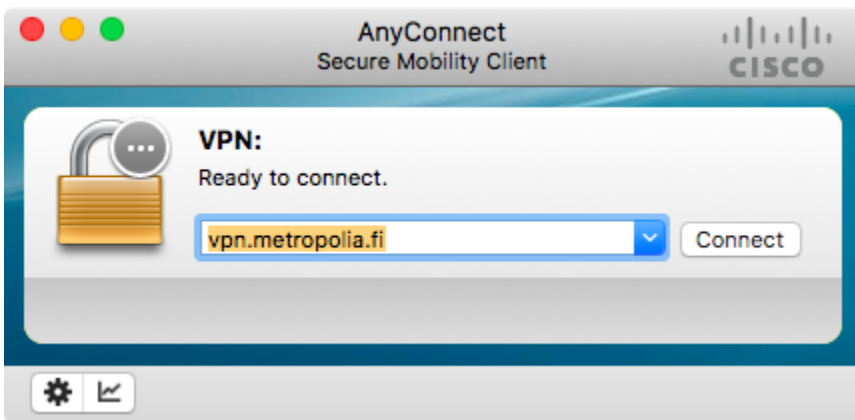 AnyConnect
Secure Mobility Client
CISCO
VPN:
Ready to connect.
vpn.metropolia.fi
Connect